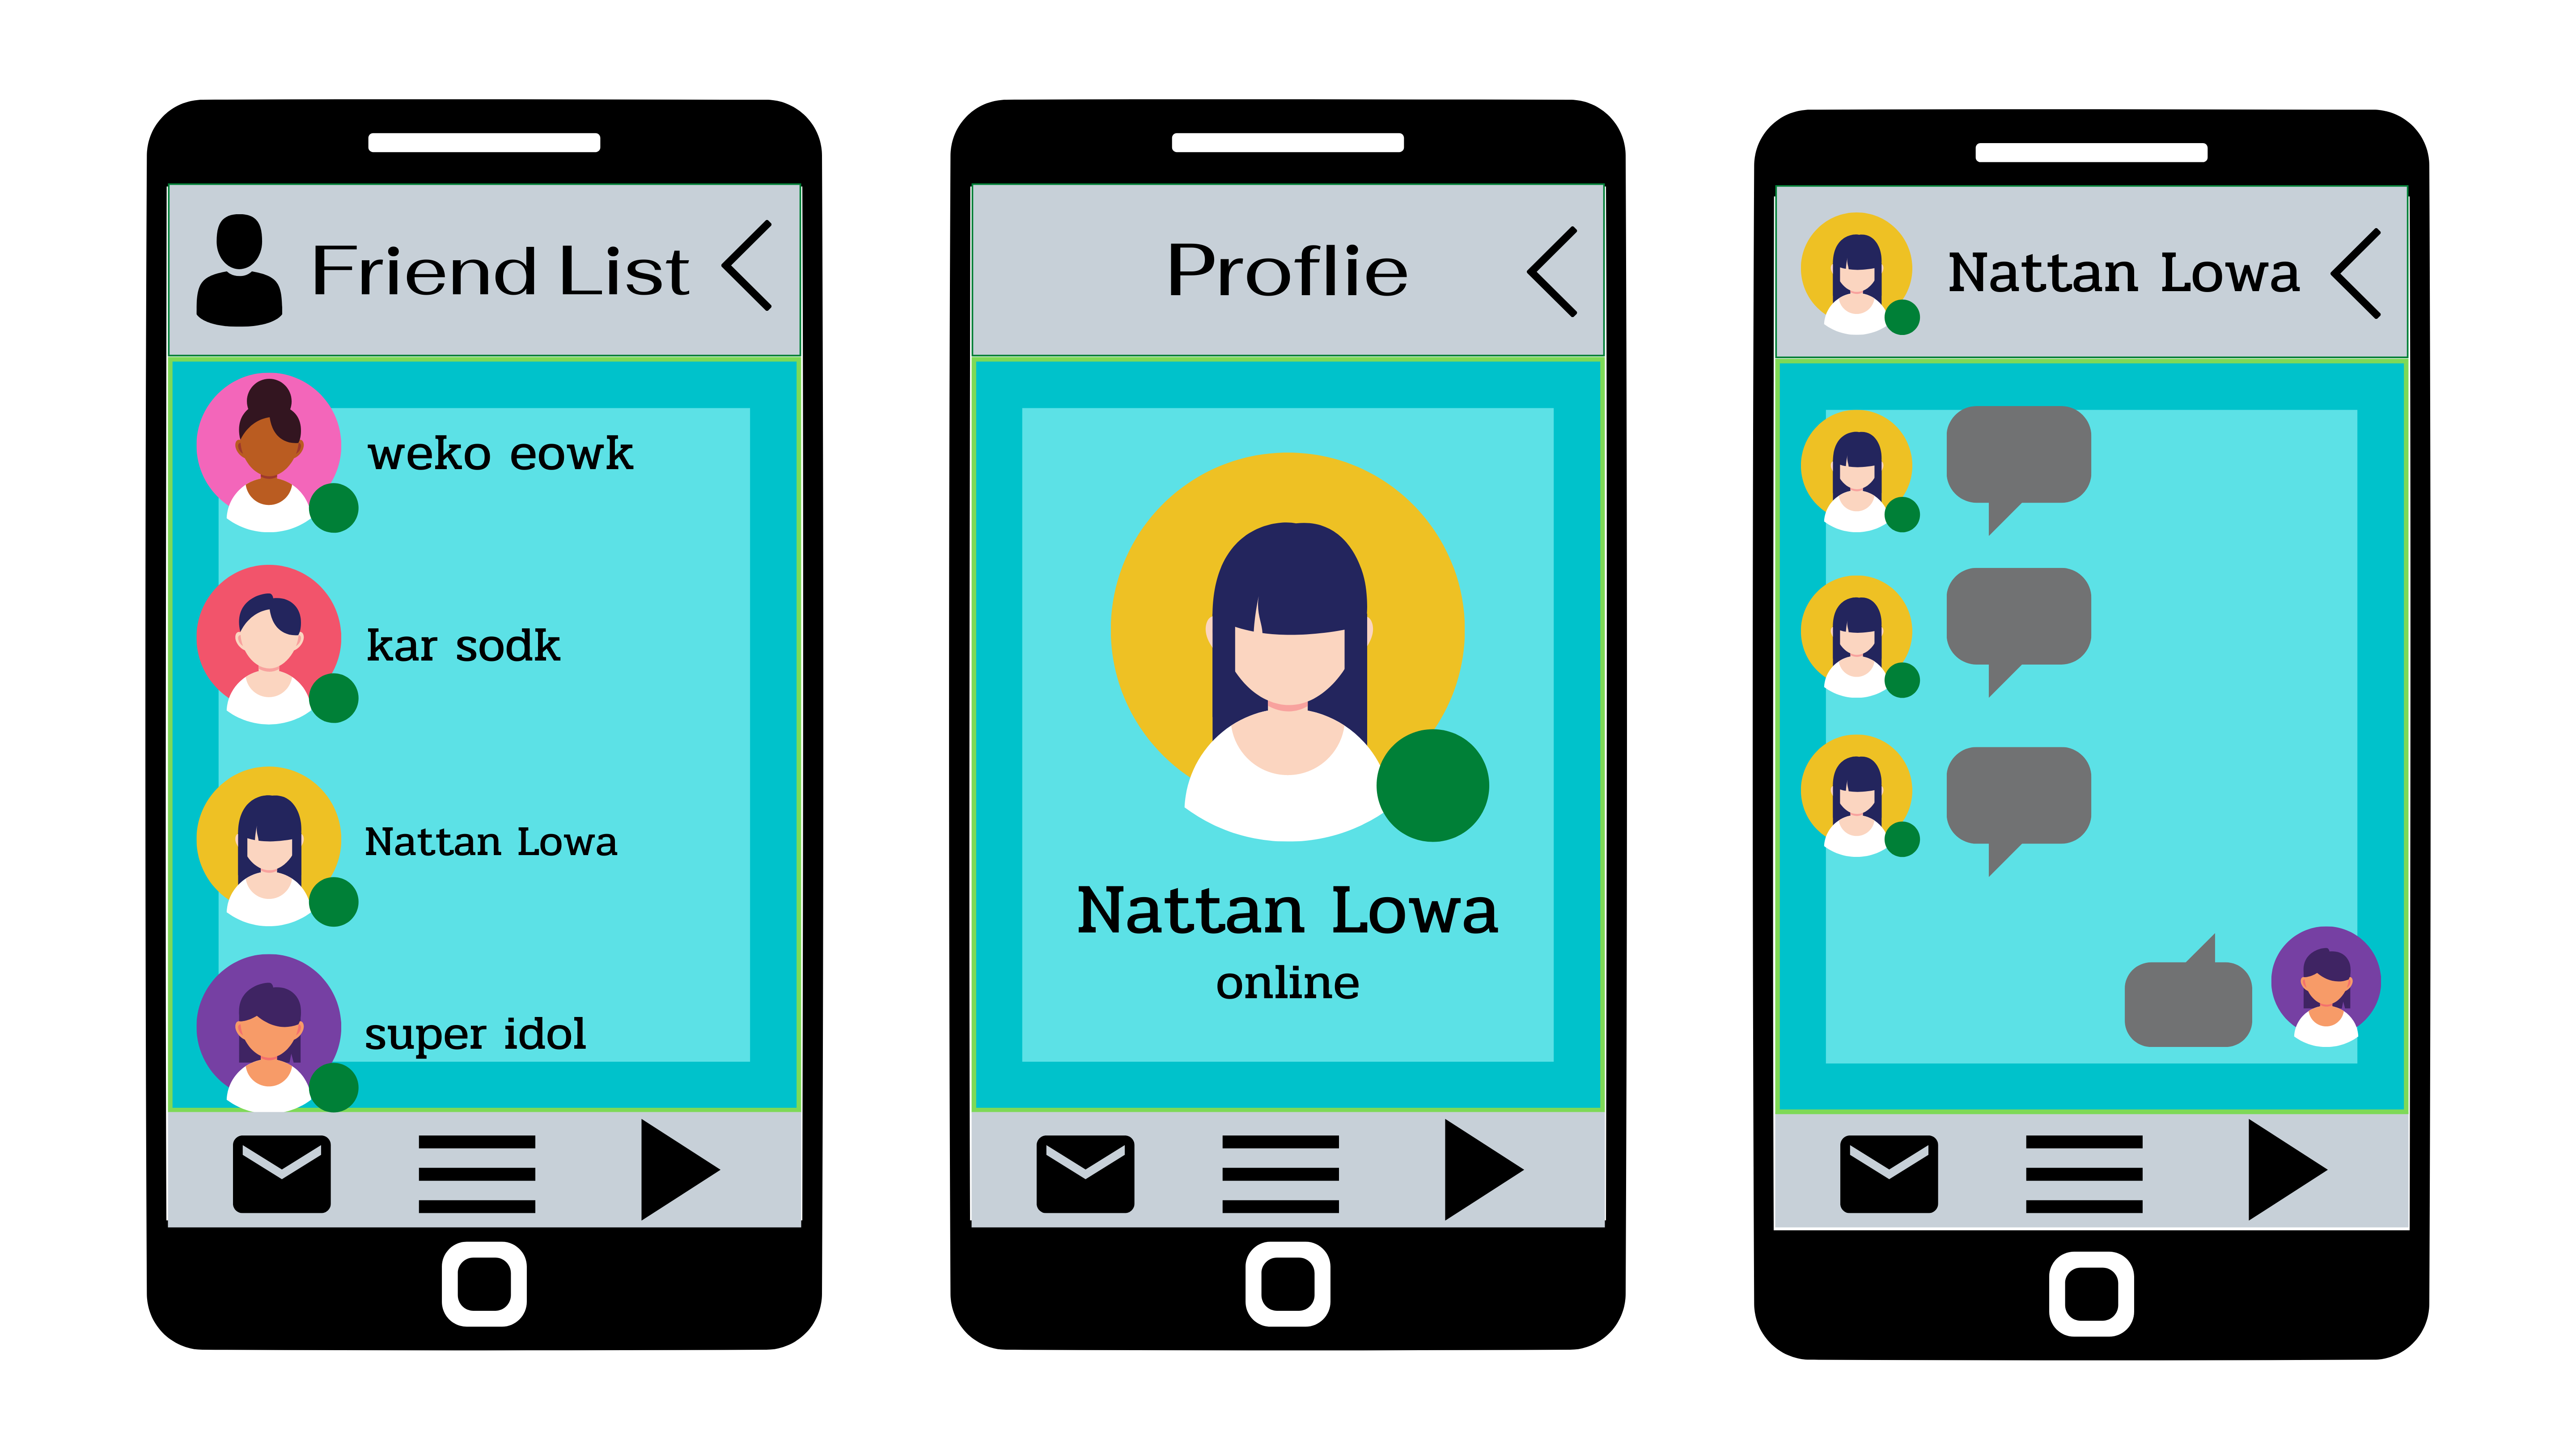 Friend List
weko eowk
kar sodk
Nattan Lowa
super idol
Proflie
Nattan Lowa
online
Nattan Lowa